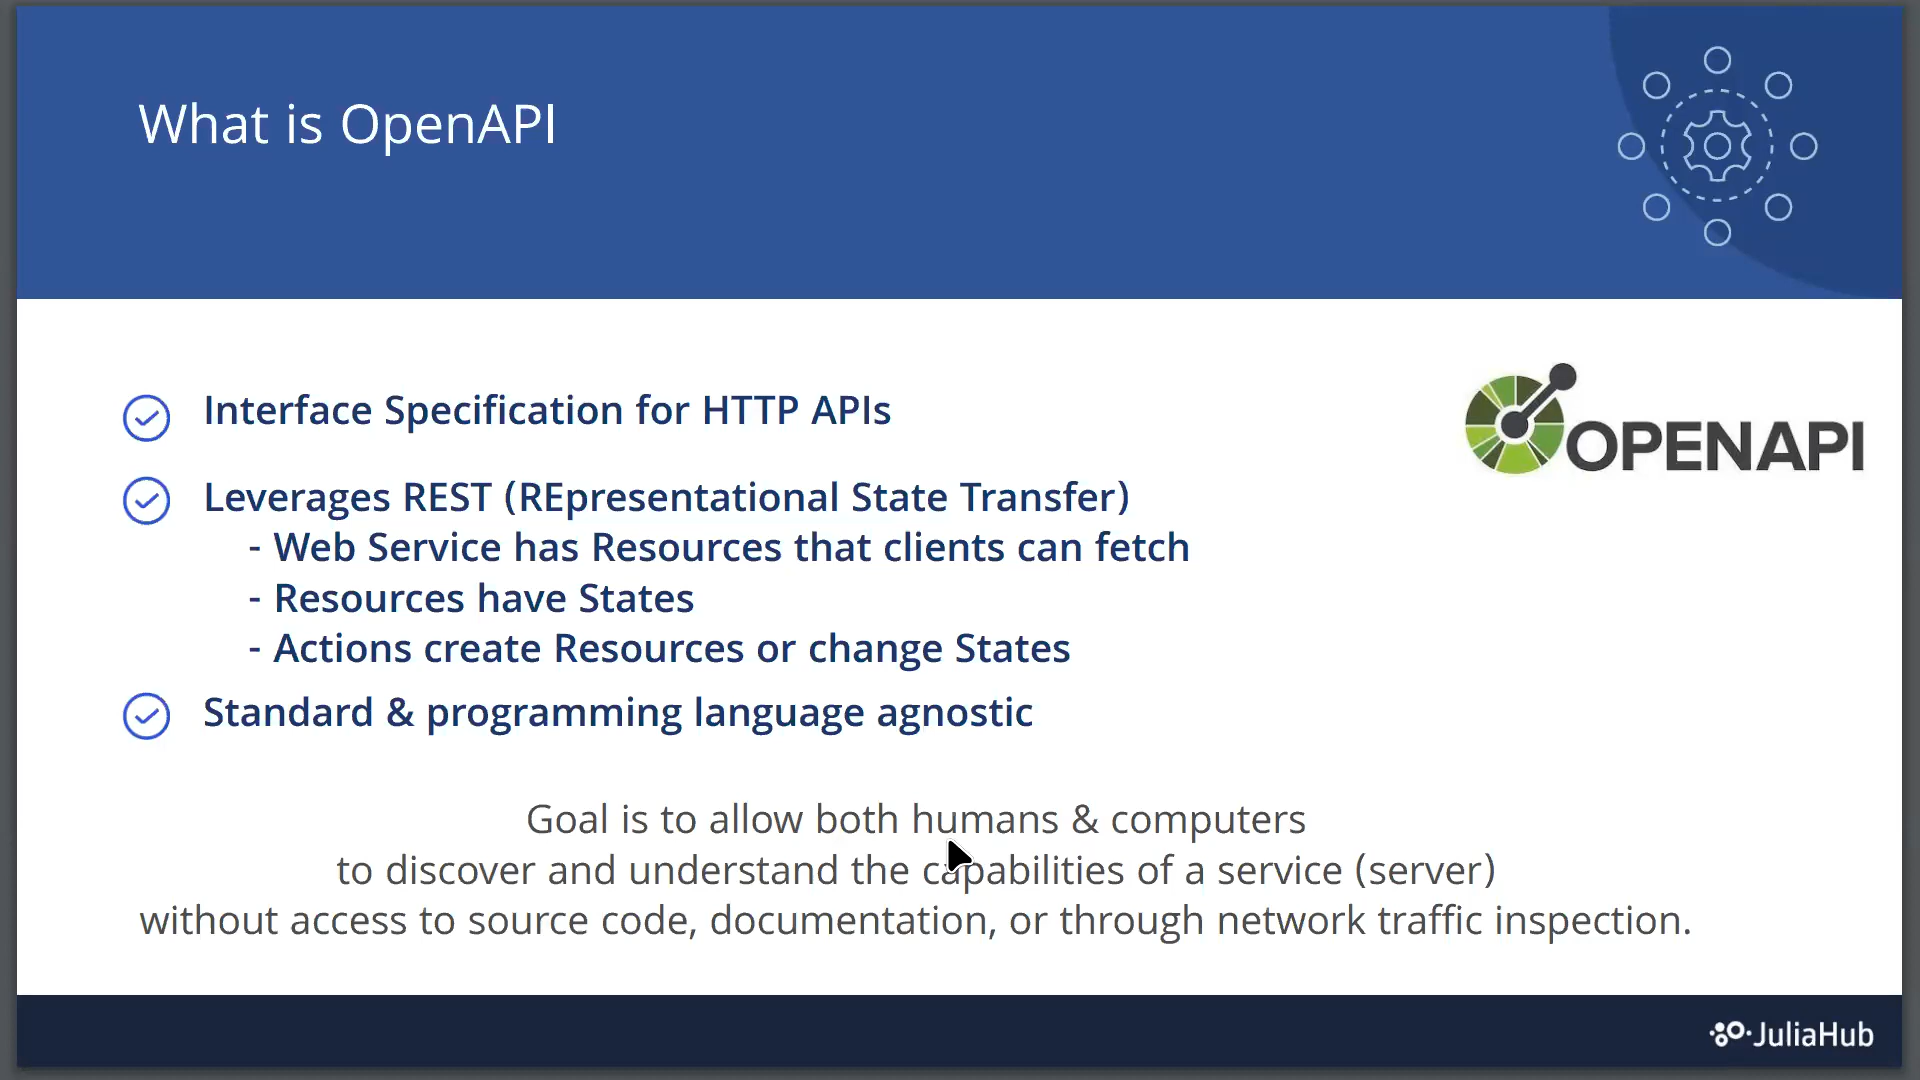 What is OpenAPI
Interface Specification for HTTP APIs
OPENAPI
Leverages REST (REpresentational State Transfer)
- Web Service has Resources that clients can fetch
- Resources have States
- Actions create Resources or change States
Standard & programming language agnostic
Goal is to allow both humans & computers
to discover and understand the capabilities of a service (server)
without access to source code, documentation, or through network traffic inspection.
JuliaHub